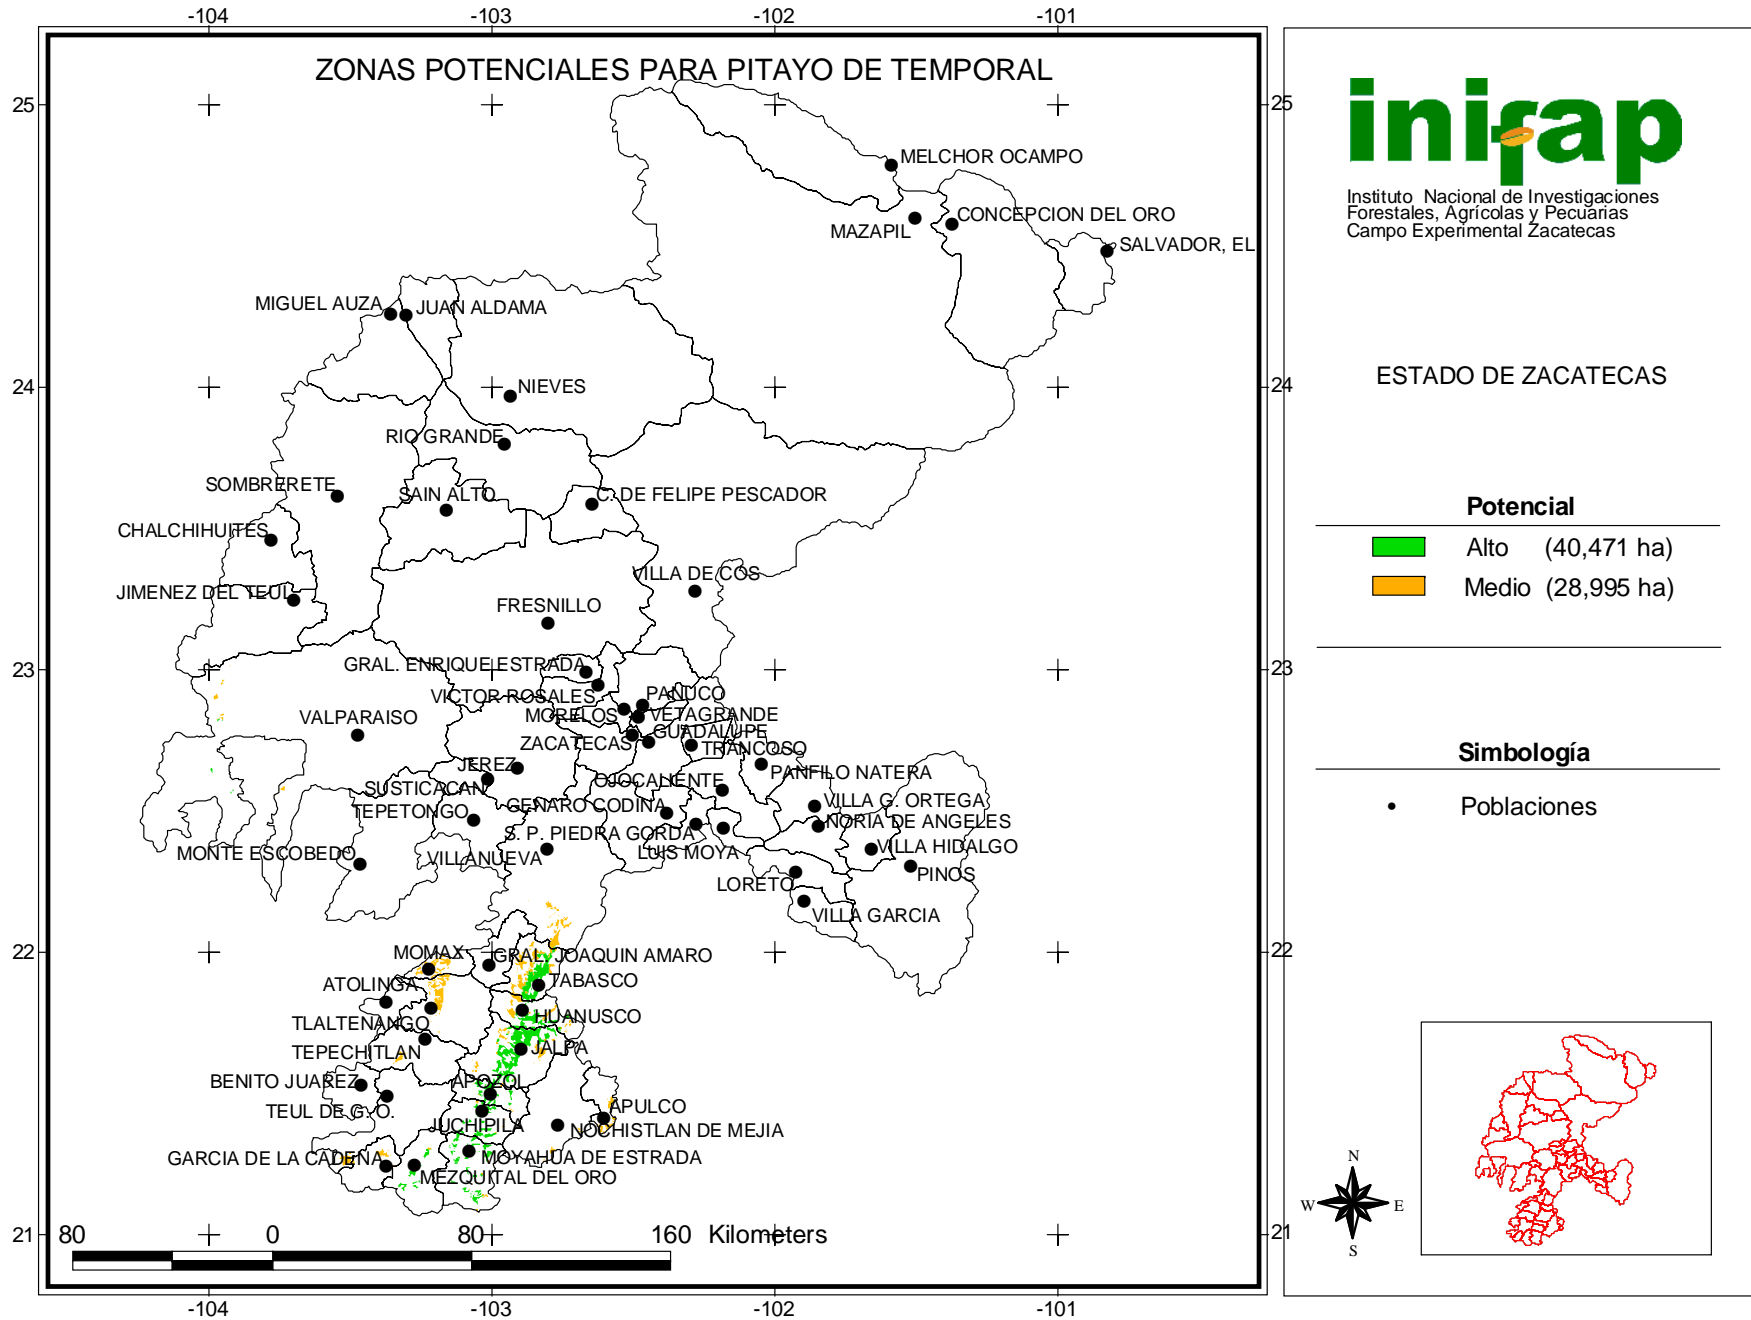 -104 -103 -102 -101
ZONAS POTENCIALES PARA PITAYO DE TEMPORAL
25 25
MELCHOR OCAMPO
CONCEPCION DEL ORO
MAZAPIL
SALVADOR, EL
MIGUEL AUZA
JUAN ALDAMA
24 24
NIEVES
RIO GRANDE
SOMBRERETE
SAIN ALTO
C. DE FELIPE PESCADOR
CHALCHIHUITES
VILLA DE COS
JIMENEZ DEL TEUL
FRESNILLO
23 23
GRAL. ENRIQUE ESTRADA
VICTOR ROSALES
PANUCO
VALPARAISO
MORELOS
VETAGRANDE
GUADALUPE
ZACATECAS
TRANCOSO
JEREZ
PANFILO NATERA
OJOCALIENTE
SUSTICACAN
VILLA G. ORTEGA
TEPETONGO
GENARO CODINA
NORIA DE ANGELES
S. P. PIEDRA GORDA
VILLA HIDALGO
MONTE ESCOBEDO
VILLANUEVA
LUIS MOYA
PINOS
LORETO
VILLA GARCIA
22 22
MOMAX
GRAL. JOAQUIN AMARO
ATOLINGA
TABASCO
TLALTENANGO
HUANUSCO
TEPECHITLAN
JALPA
BENITO JUAREZ
APOZOL
TEUL DE G. O.
APULCO
JUCHIPILA
NOCHISTLAN DE MEJIA
GARCIA DE LA CADENA
MOYAHUA DE ESTRADA
MEZQUITAL DEL ORO
21 21
80 0 80 160 Kilometers
-104 -103 -102 -101
inifap
Instituto Nacional de Investigaciones
Forestales, Agrícolas y Pecuarias
Campo Experimental Zacatecas
ESTADO DE ZACATECAS
Potencial
Alto (40,471 ha)
Medio (28,995 ha)
Simbología
Poblaciones
N
W E
S